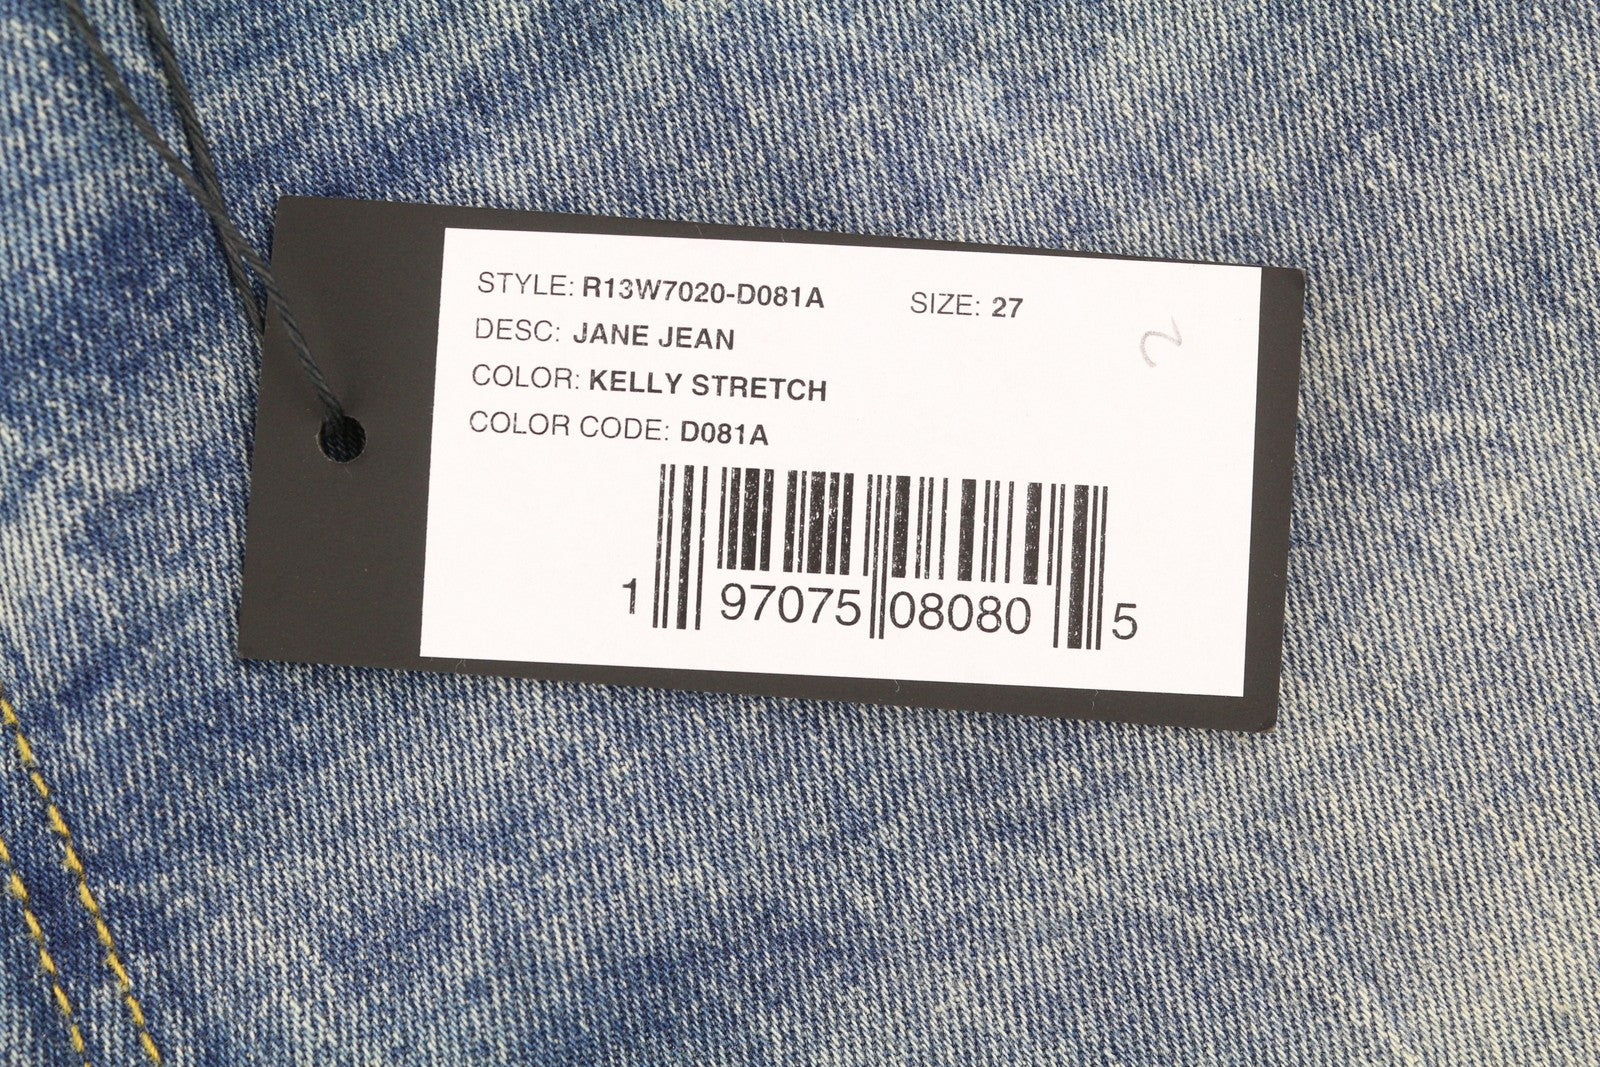 STYLE: R13W7020-D081A SIZE: 27
DESC: JANE JEAN
COLOR: KELLY STRETCH
COLOR CODE: D081A
1 97075 08080 5